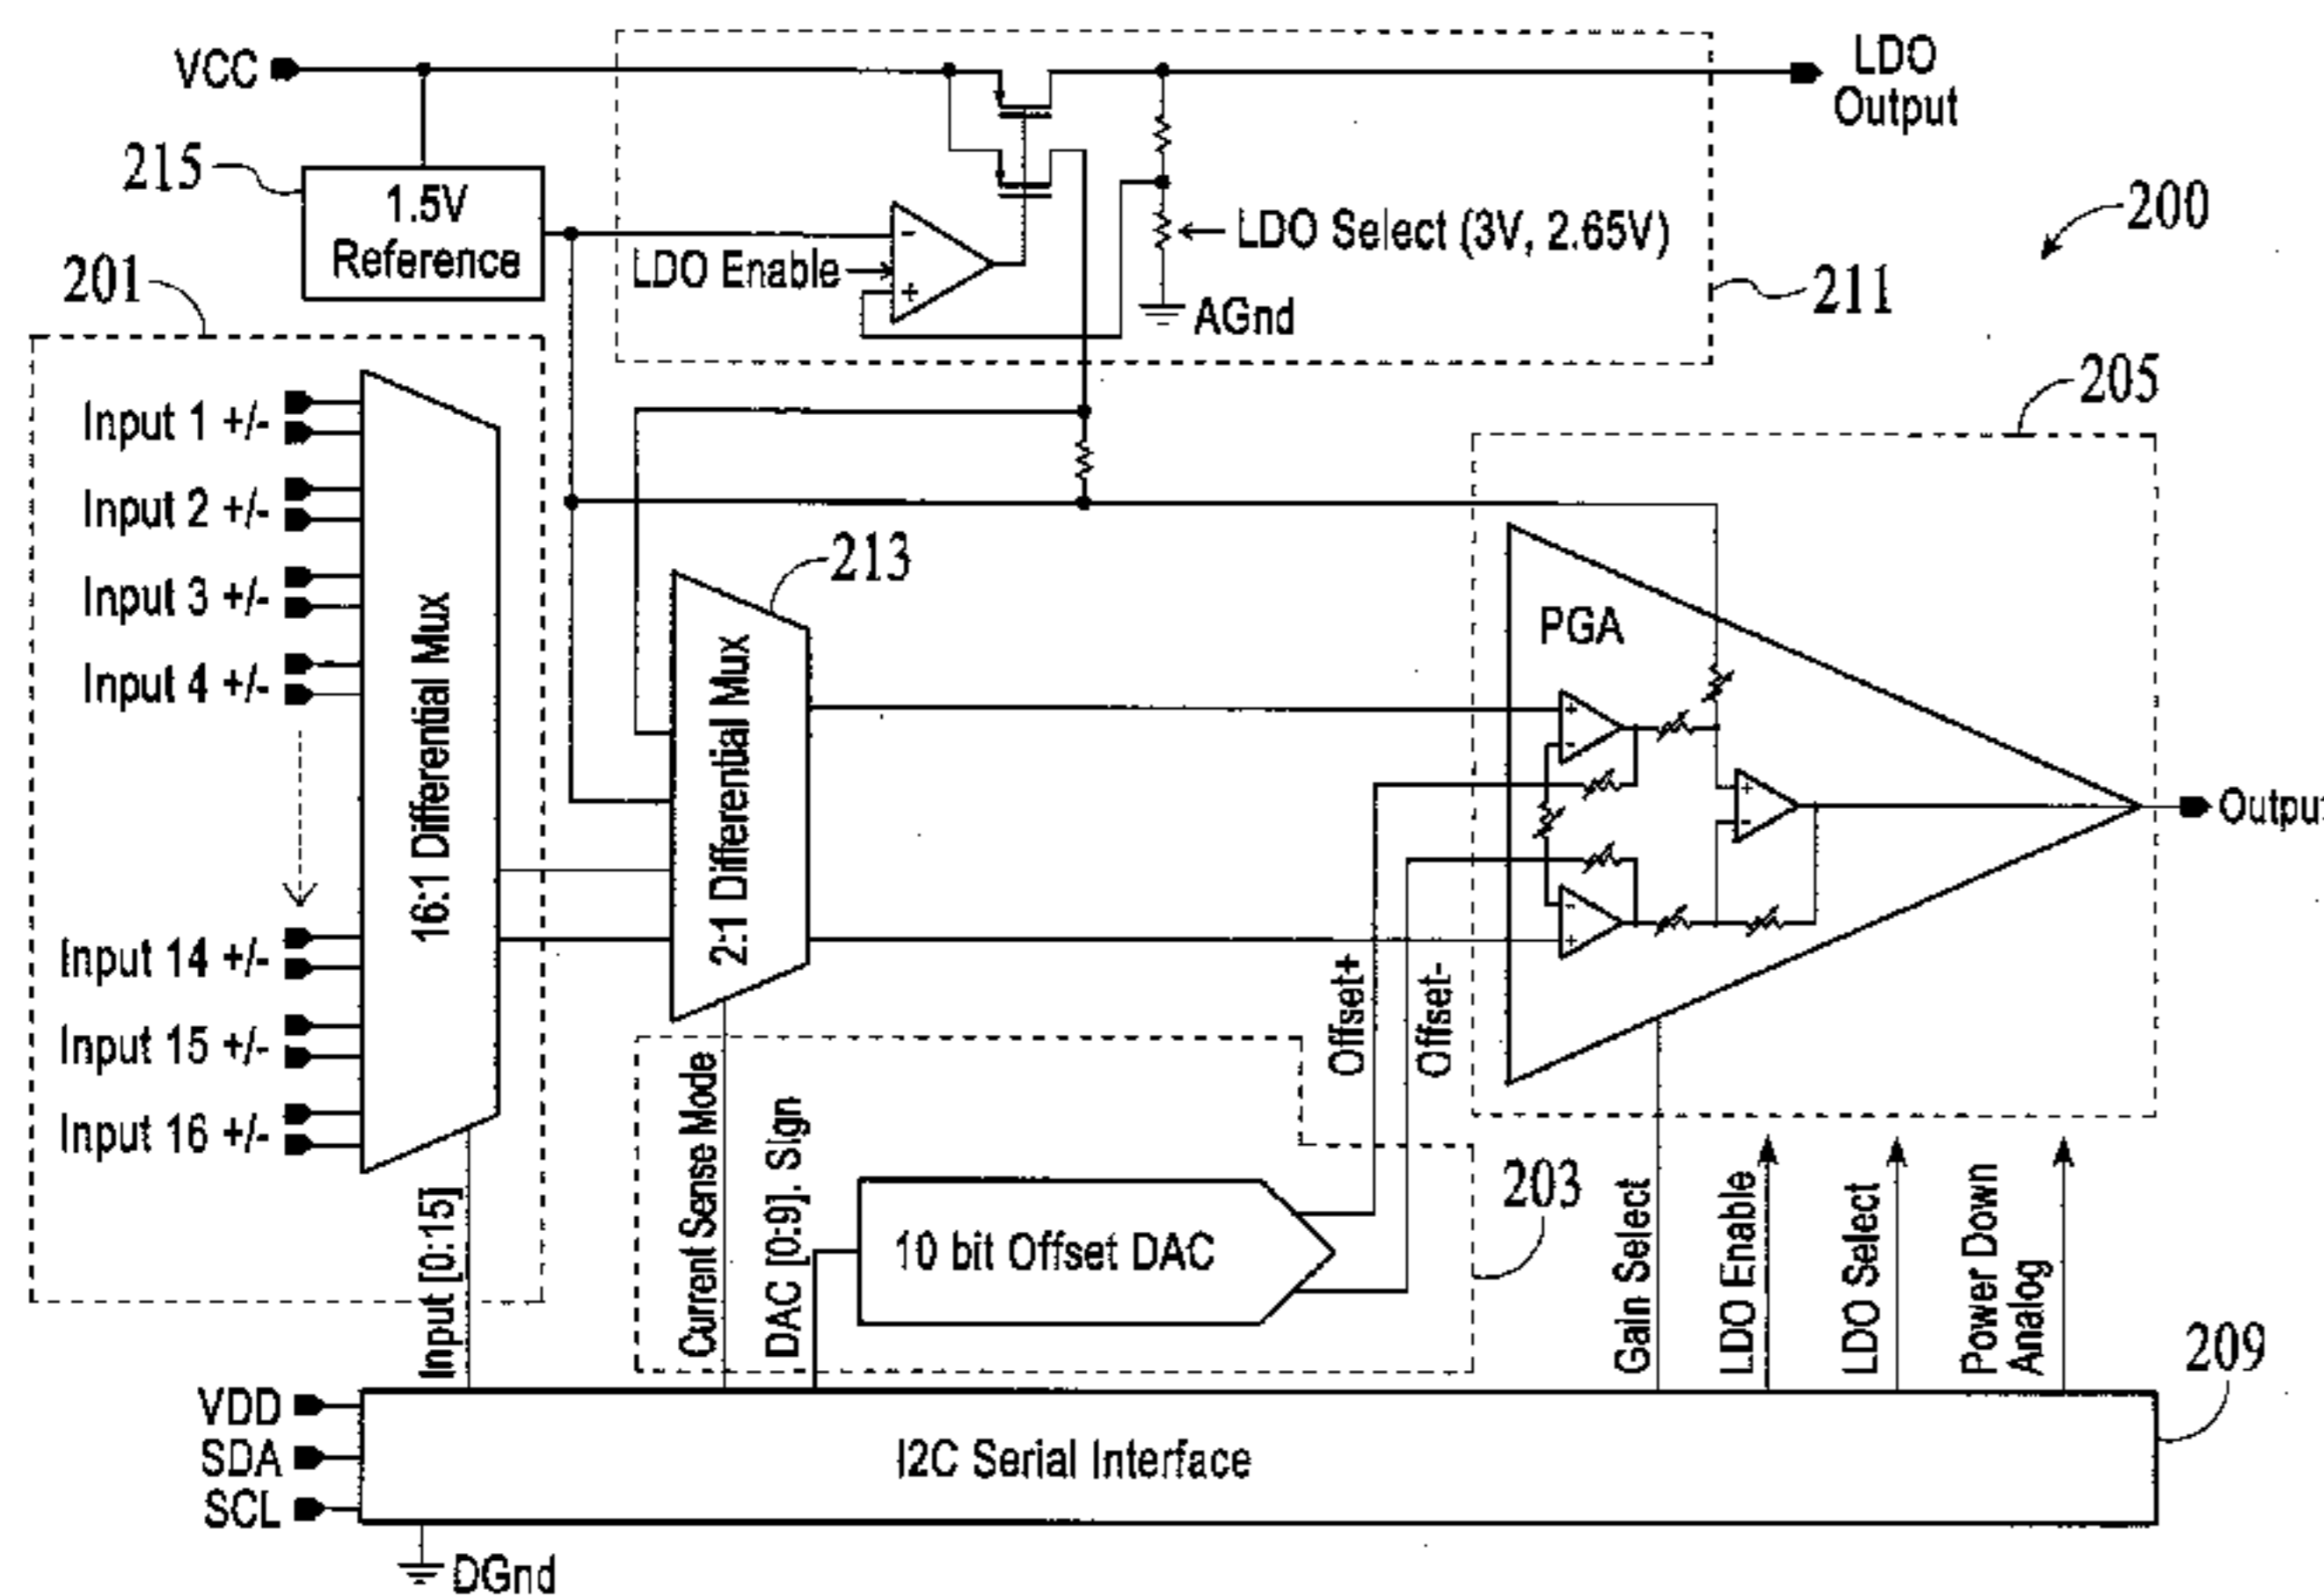 VCC
LDO
Output
215
1.5V
Reference
LDO Enable
-
+
LDO Select (3V, 2.65V)
AGnd
200
211
201
Input 1 +/-
Input 2 +/-
Input 3 +/-
Input 4 +/-
Input 14 +/-
Input 15 +/-
Input 16 +/-
16:1 Differential Mux
Input [0:15]
213
2:1 Differential Mux
205
PGA
+
-
+
-
-
+
Output
Offset+
Offset-
Current Sense Mode
DAC [0:9]. Sign
10 bit Offset DAC
203
Gain Select
LDO Enable
LDO Select
Power Down
Analog
209
VDD
SDA
SCL
I2C Serial Interface
DGnd